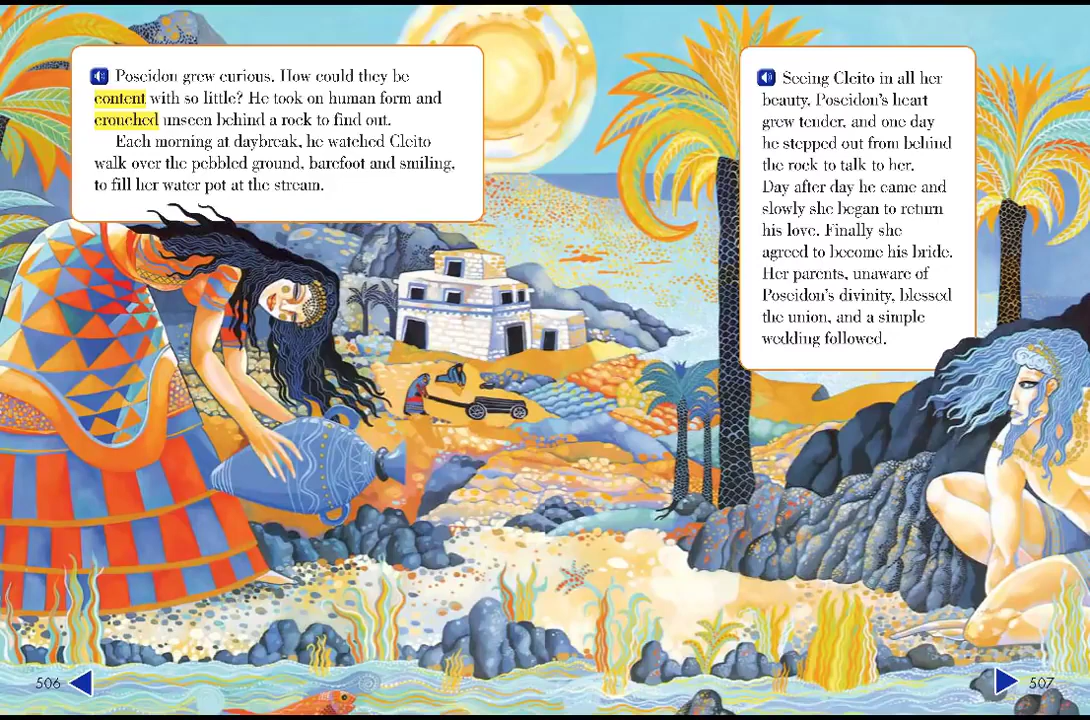 Poseidon grew curious. How could they be
content with so little? He took on human form and
crouched unseen behind a rock to find out.
Each morning at daybreak, he watched Cleito
walk over the pebbled ground, barefoot and smiling,
to fill her water pot at the stream.
Seeing Cleito in all her
beauty, Poseidon's heart
grew tender, and one day
he stepped out from behind
the rock to talk to her.
Day after day he came and
slowly she began to return
his love. Finally she
agreed to become his bride.
Her parents, unaware of
Poseidon's divinity, blessed
the union, and a simple
wedding followed.
506
507